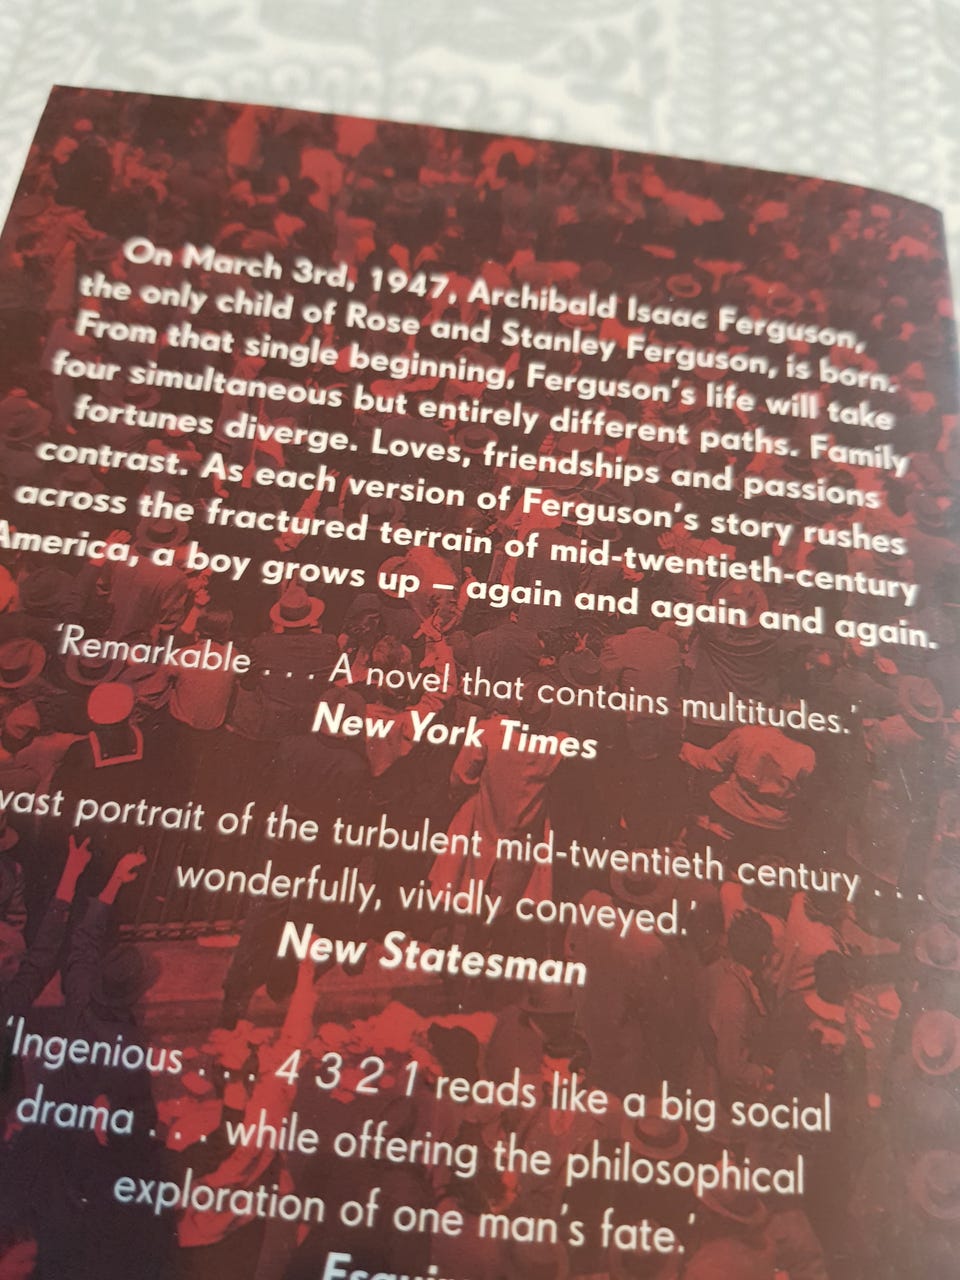 On March 3rd, 1947, Archibald Isaac Ferguson,
the only child of Rose and Stanley Ferguson, is born.
From that single beginning, Ferguson's life will take
four simultaneous but entirely different paths. Family
fortunes diverge. Loves, friendships and passions
contrast. As each version of Ferguson's story rushes
across the fractured terrain of mid-twentieth-century
America, a boy grows up – again and again and again.
'Remarkable . . . A novel that contains multitudes.'
New York Times
vast portrait of the turbulent mid-twentieth century . . .
wonderfully, vividly conveyed.'
New Statesman
'Ingenious . . . 4 3 2 1 reads like a big social
drama . . . while offering the philosophical
exploration of one man's fate.'